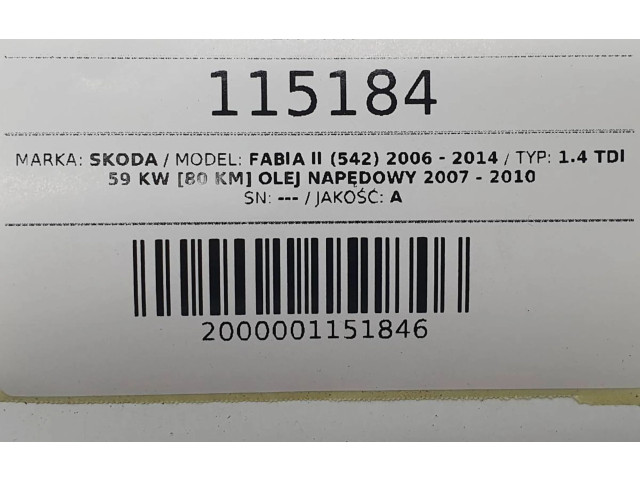 115184
MARKA: SKODA / MODEL: FABIA II (542) 2006 - 2014 / TYP: 1.4 TDI
59 KW [80 KM] OLEJ NAPĘDOWY 2007 - 2010
SN: --- / JAKOŚĆ: A
2000001151846